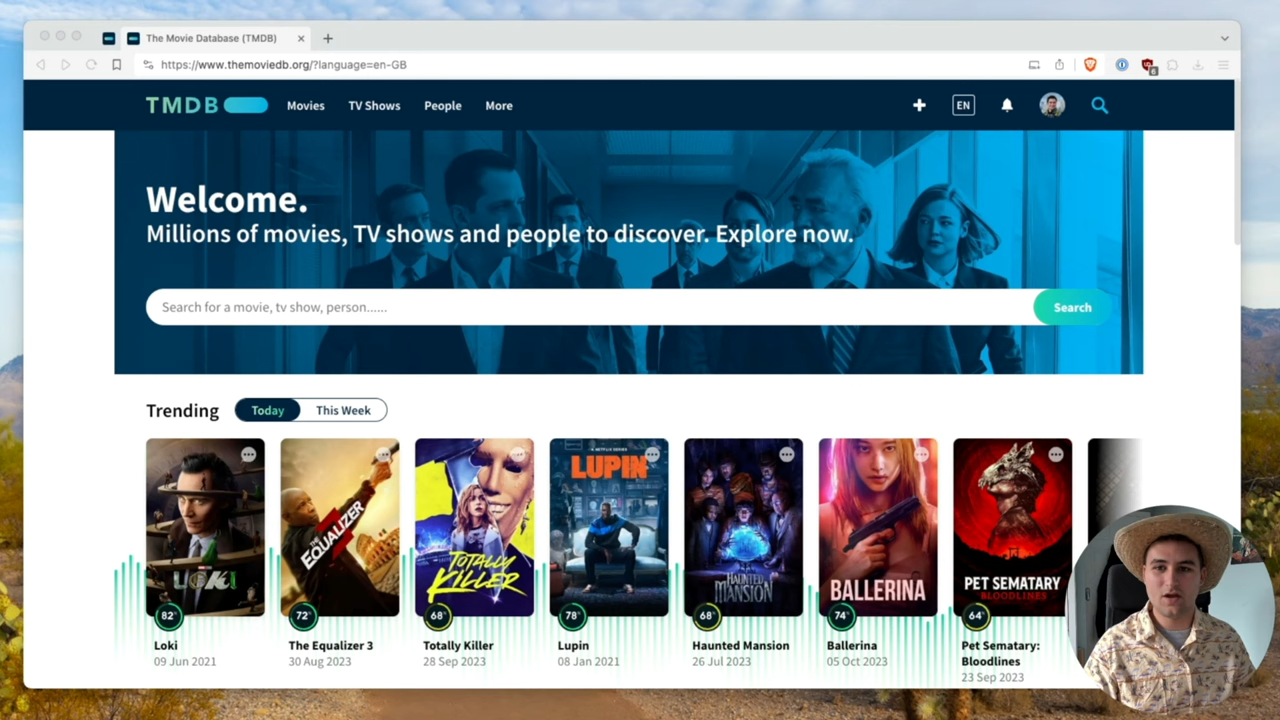 The Movie Database (TMDB)
https://www.themoviedb.org/?language=en-GB
6
TMDB Movies TV Shows People More EN
Welcome.
Millions of movies, TV shows and people to discover. Explore now.
Search for a movie, tv show, person...... Search
Trending Today This Week
LOKI
THE EQUALIZER
TOTALLY KILLER
A NETFLIX SERIES
LUPIN
HAUNTED MANSION
BALLERINA
PET SEMATARY
BLOODLINES
82% 72% 68% 78% 68% 74% 64%
Loki
09 Jun 2021
The Equalizer 3
30 Aug 2023
Totally Killer
28 Sep 2023
Lupin
08 Jan 2021
Haunted Mansion
26 Jul 2023
Ballerina
05 Oct 2023
Pet Sematary:
Bloodlines
23 Sep 2023